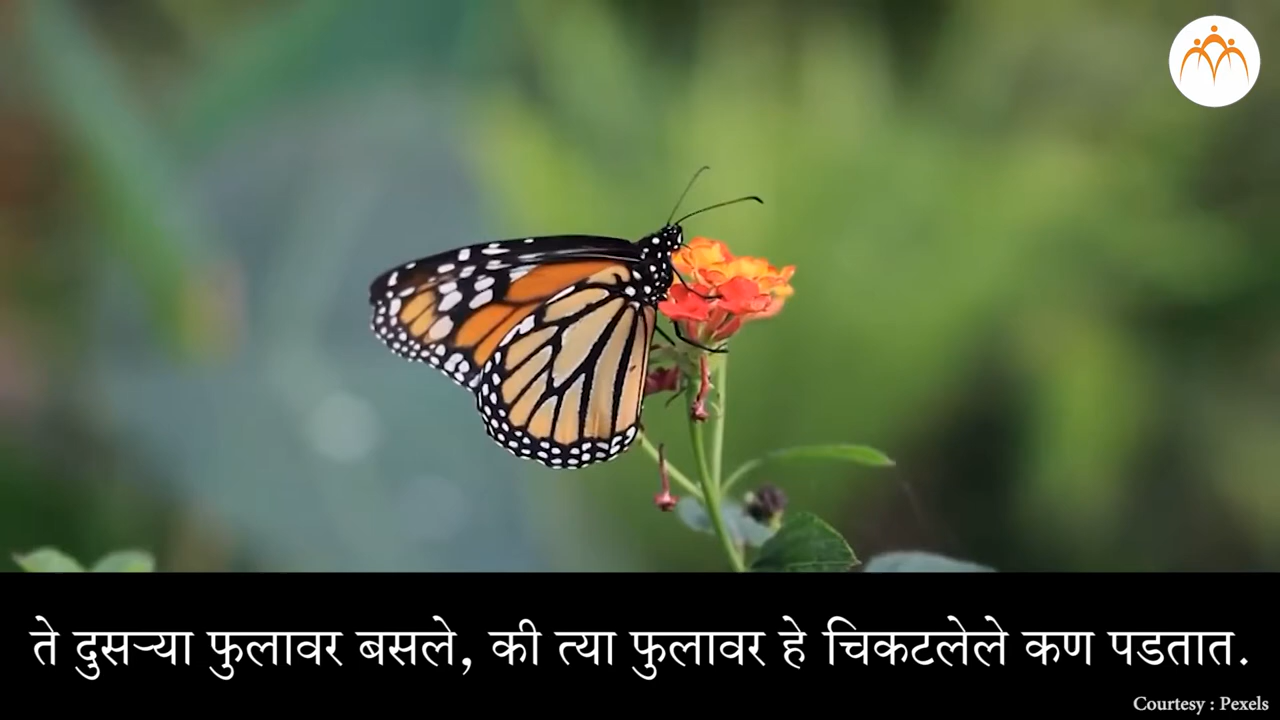 ते दुसऱ्या फुलावर बसले, की त्या फुलावर हे चिकटलेले कण पडतात.
Courtesy : Pexels